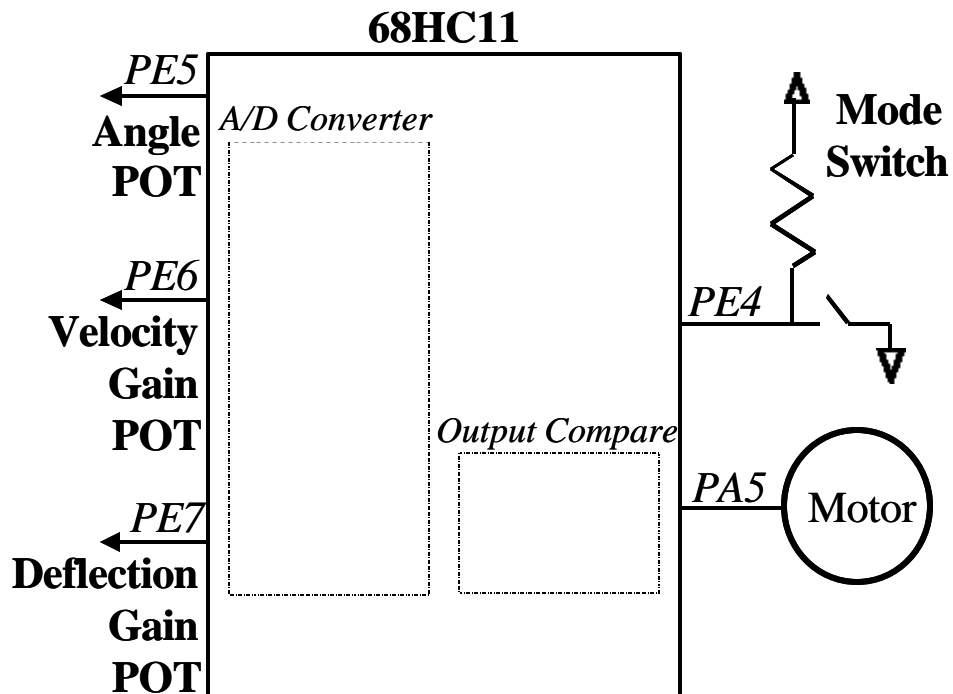 68HC11
PE5
Angle
POT
A/D Converter
PE6
Velocity
Gain
POT
PE7
Deflection
Gain
POT
Output Compare
Mode
Switch
PE4
PA5
Motor